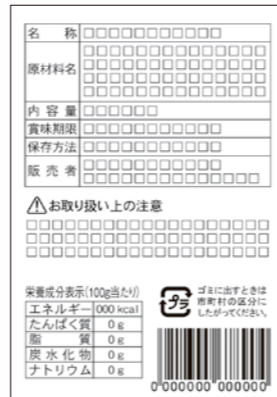 名称 □□□□□□□□□□□
原材料名 □□□□□□□□□□□□□□
□□□□□□□□□□□□□□
□□□□□□□□□□□□□□
□□□□□□□□□□□□□□
内容量 □□□□□□
賞味期限 □□□□□□□□□□□
保存方法 □□□□□□□□□□□
販売者 □□□□□□□□□□□
□□□□□□□□□□□□□□
お取り扱い上の注意
□□□□□□□□□□□□□□□□□□□□
□□□□□□□□□□□□□□□□□□□□
□□□□□□□□□□□□□□□□□□□□
栄養成分表示(100g当たり)
エネルギー 000 kcal
たんぱく質 0g
脂質 0g
炭水化物 0g
ナトリウム 0g
プラ
ゴミに出すときは
市町村の区分に
したがってください。
0 000000 000000